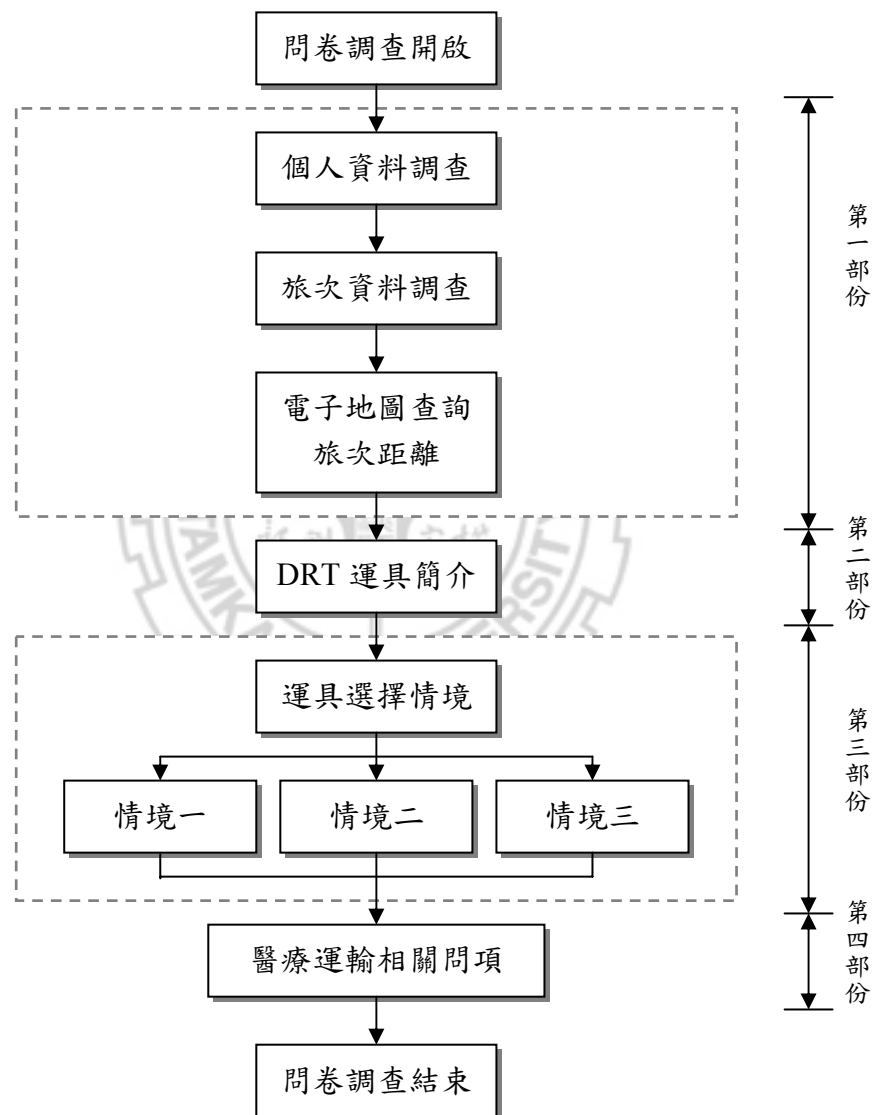 問卷調查開啟
個人資料調查
旅次資料調查
電子地圖查詢
旅次距離
第一部份
DRT 運具簡介
第二部份
運具選擇情境
情境一
情境二
情境三
第三部份
醫療運輸相關問項
第四部份
問卷調查結束